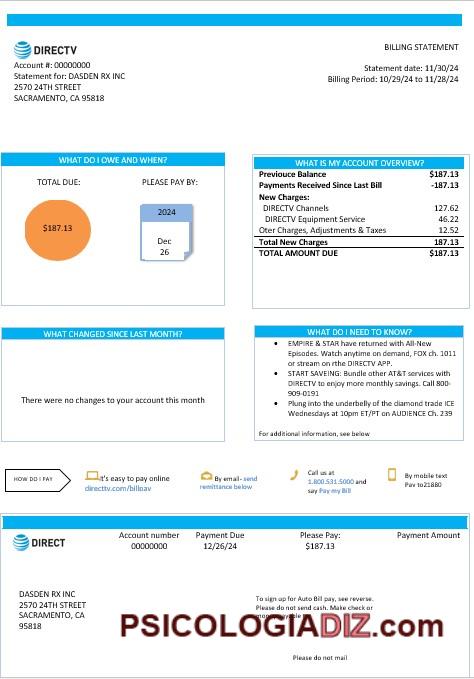 DIRECTV
BILLING STATEMENT
Account #: 00000000
Statement for: DASDEN RX INC
2570 24TH STREET
SACRAMENTO, CA 95818
Statement date: 11/30/24
Billing Period: 10/29/24 to 11/28/24
WHAT DO I OWE AND WHEN?
TOTAL DUE:
PLEASE PAY BY:
$187.13
2024
Dec
26
WHAT IS MY ACCOUNT OVERVIEW?
Previouce Balance $187.13
Payments Received Since Last Bill -187.13
New Charges:
DIRECTV Channels 127.62
DIRECTV Equipment Service 46.22
Oter Charges, Adjustments & Taxes 12.52
Total New Charges 187.13
TOTAL AMOUNT DUE $187.13
WHAT CHANGED SINCE LAST MONTH?
There were no changes to your account this month
WHAT DO I NEED TO KNOW?
• EMPIRE & STAR have returned with All-New
Episodes. Watch anytime on demand, FOX ch. 1011
or stream on rthe DIRECTV APP.
• START SAVEING: Bundle other AT&T services with
DIRECTV to enjoy more monthly savings. Call 800-
909-0191
• Plung into the underbelly of the diamond trade ICE
Wednesdays at 10pm ET/PT on AUDIENCE Ch. 239
For additional information, see below
HOW DO I PAY
it's easy to pay online
directtv.com/billoav
By email- send
remittance below
Call us at
1.800.531.5000 and
say Pay my Bill
By mobile text
Pav to21880
DIRECT
Account number
00000000
Payment Due
12/26/24
Please Pay:
$187.13
Payment Amount
DASDEN RX INC
2570 24TH STREET
SACRAMENTO, CA
95818
To sign up for Auto Bill pay, see reverse.
Please do not send cash. Make check or
PSICOLOGIADIZ.com
Please do not mail